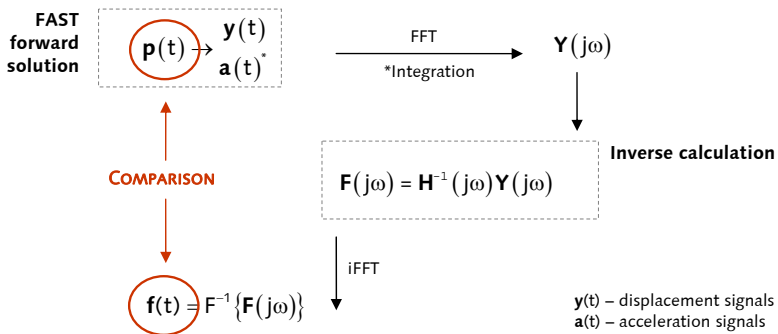 FAST
forward
solution
p(t) → y(t)
a(t)*
FFT
*Integration
Y(jω)
COMPARISON
Inverse calculation
F(jω) = H⁻¹(jω)Y(jω)
iFFT
f(t) = F⁻¹{F(jω)}
y(t) – displacement signals
a(t) – acceleration signals